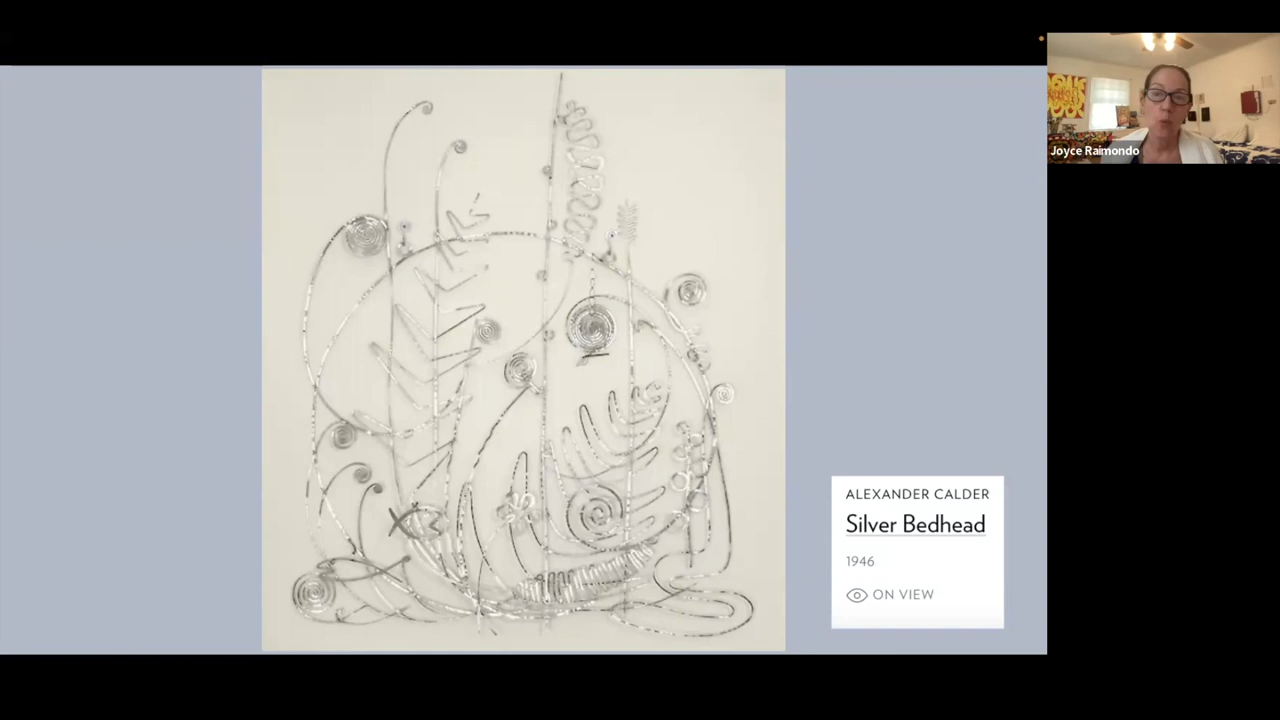 Joyce Raimondo
ALEXANDER CALDER
Silver Bedhead
1946
ON VIEW